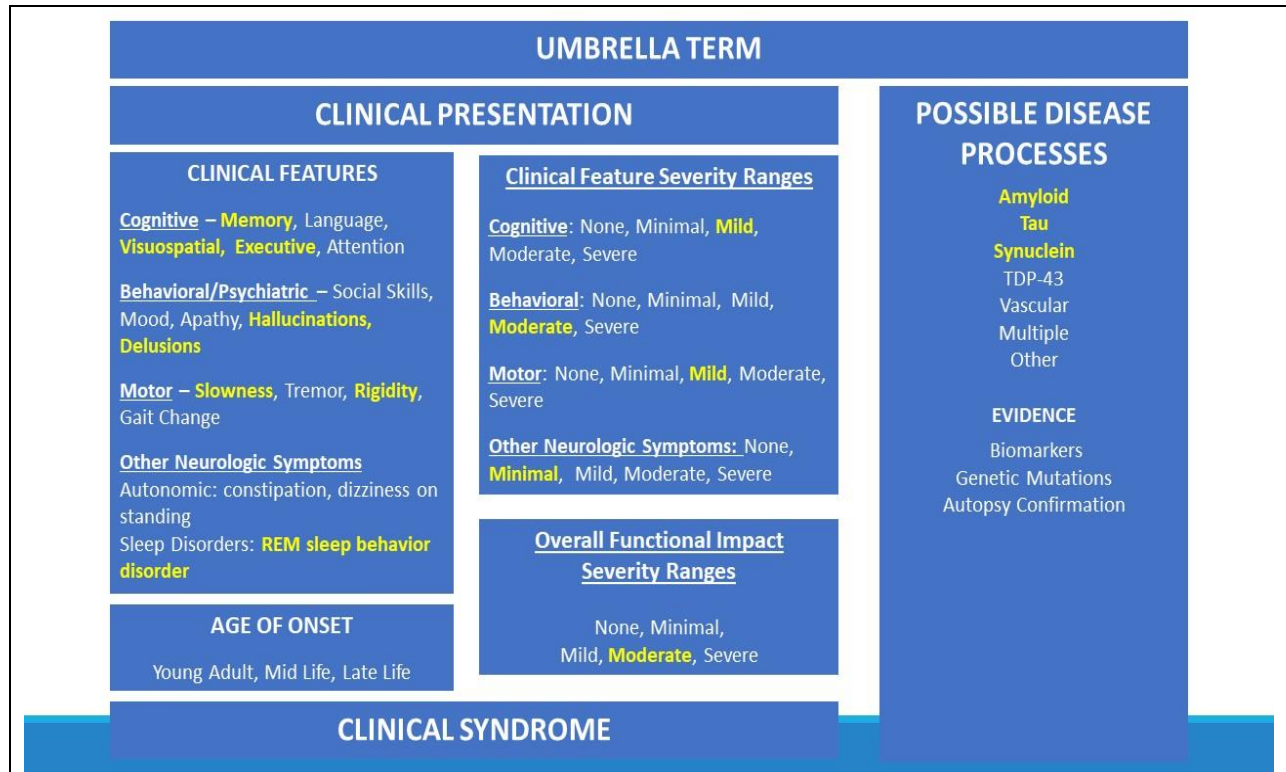 UMBRELLA TERM
CLINICAL PRESENTATION
CLINICAL FEATURES
Cognitive – Memory, Language,
Visuospatial, Executive, Attention
Behavioral/Psychiatric – Social Skills,
Mood, Apathy, Hallucinations,
Delusions
Motor – Slowness, Tremor, Rigidity,
Gait Change
Other Neurologic Symptoms
Autonomic: constipation, dizziness on
standing
Sleep Disorders: REM sleep behavior
disorder
AGE OF ONSET
Young Adult, Mid Life, Late Life
Clinical Feature Severity Ranges
Cognitive: None, Minimal, Mild,
Moderate, Severe
Behavioral: None, Minimal, Mild,
Moderate, Severe
Motor: None, Minimal, Mild, Moderate,
Severe
Other Neurologic Symptoms: None,
Minimal, Mild, Moderate, Severe
Overall Functional Impact
Severity Ranges
None, Minimal,
Mild, Moderate, Severe
CLINICAL SYNDROME
POSSIBLE DISEASE
PROCESSES
Amyloid
Tau
Synuclein
TDP-43
Vascular
Multiple
Other
EVIDENCE
Biomarkers
Genetic Mutations
Autopsy Confirmation